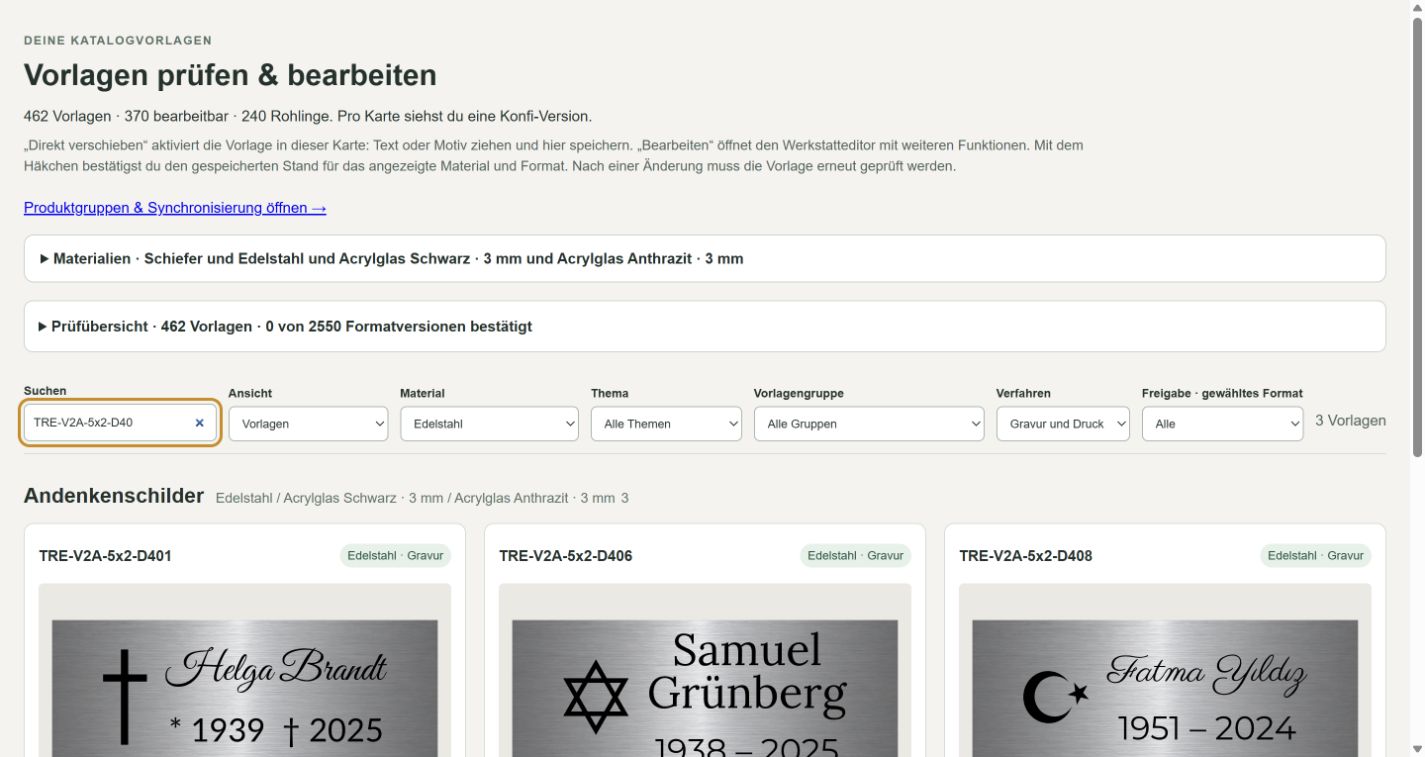 DEINE KATALOGVORLAGEN
Vorlagen prüfen & bearbeiten
462 Vorlagen · 370 bearbeitbar · 240 Rohlinge. Pro Karte siehst du eine Konfi-Version.
„Direkt verschieben“ aktiviert die Vorlage in dieser Karte: Text oder Motiv ziehen und hier speichern. „Bearbeiten“ öffnet den Werkstatteditor mit weiteren Funktionen. Mit dem
Häkchen bestätigst du den gespeicherten Stand für das angezeigte Material und Format. Nach einer Änderung muss die Vorlage erneut geprüft werden.
Produktgruppen & Synchronisierung öffnen →
Materialien · Schiefer und Edelstahl und Acrylglas Schwarz · 3 mm und Acrylglas Anthrazit · 3 mm
Prüfübersicht · 462 Vorlagen · 0 von 2550 Formatversionen bestätigt
Suchen Ansicht Material Thema Vorlagengruppe Verfahren Freigabe · gewähltes Format
TRE-V2A-5x2-D40 Vorlagen Edelstahl Alle Themen Alle Gruppen Gravur und Druck Alle 3 Vorlagen
Andenkenschilder Edelstahl / Acrylglas Schwarz · 3 mm / Acrylglas Anthrazit · 3 mm 3
TRE-V2A-5x2-D401 Edelstahl · Gravur
Helga Brandt
* 1939 † 2025
TRE-V2A-5x2-D406 Edelstahl · Gravur
Samuel
Grünberg
1938 – 2025
TRE-V2A-5x2-D408 Edelstahl · Gravur
Fatma Yıldız
1951 – 2024